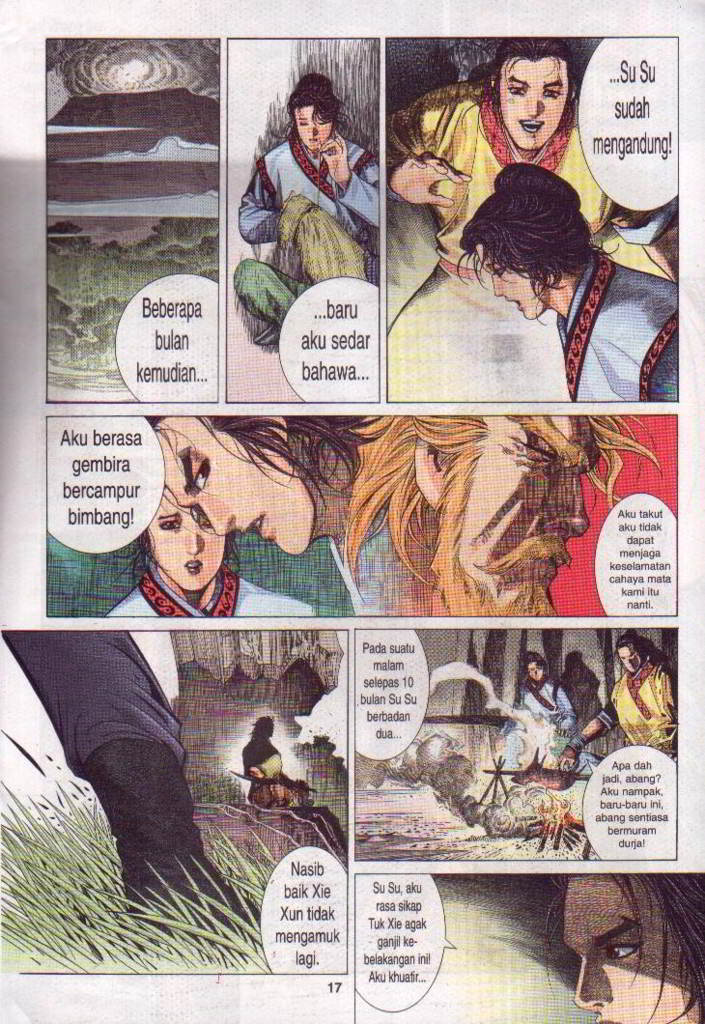 Beberapa
bulan
kemudian...
...baru
aku sedar
bahawa...
...Su Su
sudah
mengandung!
Aku berasa
gembira
bercampur
bimbang!
Aku takut
aku tidak
dapat
menjaga
keselamatan
cahaya mata
kami itu
nanti.
Nasib
baik Xie
Xun tidak
mengamuk
lagi.
Pada suatu
malam
selepas 10
bulan Su Su
berbadan
dua...
Apa dah
jadi, abang?
Aku nampak,
baru-baru ini,
abang sentiasa
bermuram
durja!
Su Su, aku
rasa sikap
Tuk Xie agak
ganjil ke-
belakangan ini!
Aku khuatir...
17